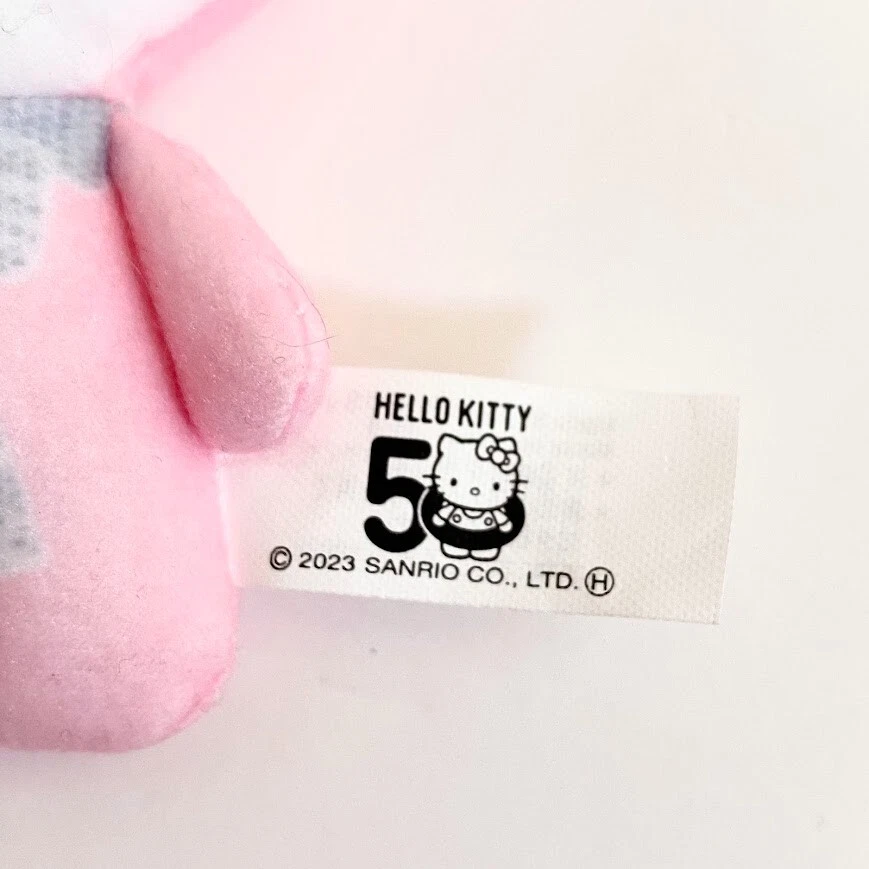 HELLO KITTY
50
© 2023 SANRIO CO., LTD. Ⓗ